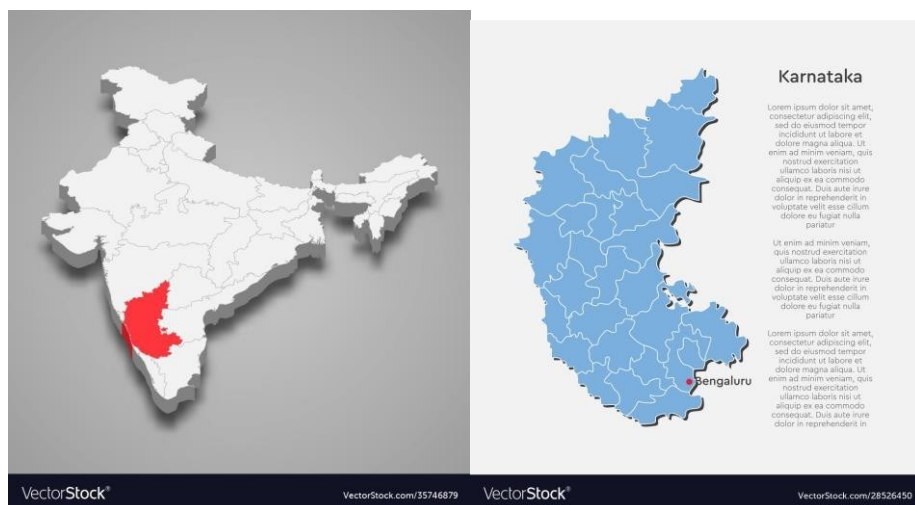 Karnataka
Lorem ipsum dolor sit amet,
consectetur adipiscing elit,
sed do eiusmod tempor
incididunt ut labore et
dolore magna aliqua. Ut
enim ad minim veniam, quis
nostrud exercitation
ullamco laboris nisi ut
aliquip ex ea commodo
consequat. Duis aute irure
dolor in reprehenderit in
voluptate velit esse cillum
dolore eu fugiat nulla
pariatur
Ut enim ad minim veniam,
quis nostrud exercitation
ullamco laboris nisi ut
aliquip ex ea commodo
consequat. Duis aute irure
dolor in reprehenderit in
voluptate velit esse cillum
dolore eu fugiat nulla
pariatur
Lorem ipsum dolor sit amet,
consectetur adipiscing elit,
sed do eiusmod tempor
incididunt ut labore et
dolore magna aliqua. Ut
enim ad minim veniam, quis
nostrud exercitation
ullamco laboris nisi ut
aliquip ex ea commodo
consequat. Duis aute irure
dolor in reprehenderit in
Bengaluru
VectorStock®
VectorStock.com/35746879
VectorStock®
VectorStock.com/28526450